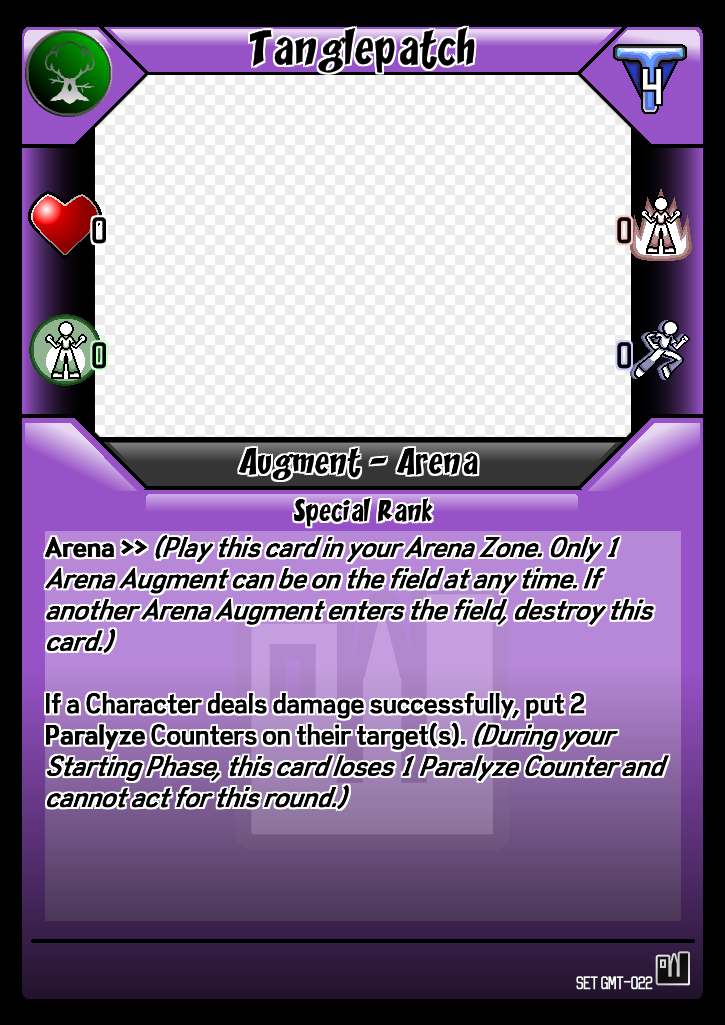 Tanglepatch
4
0
0
0
0
Augment - Arena
Special Rank
Arena >> (Play this card in your Arena Zone. Only 1
Arena Augment can be on the field at any time. If
another Arena Augment enters the field, destroy this
card.)
If a Character deals damage successfully, put 2
Paralyze Counters on their target(s). (During your
Starting Phase, this card loses 1 Paralyze Counter and
cannot act for this round.)
SET GMT-022